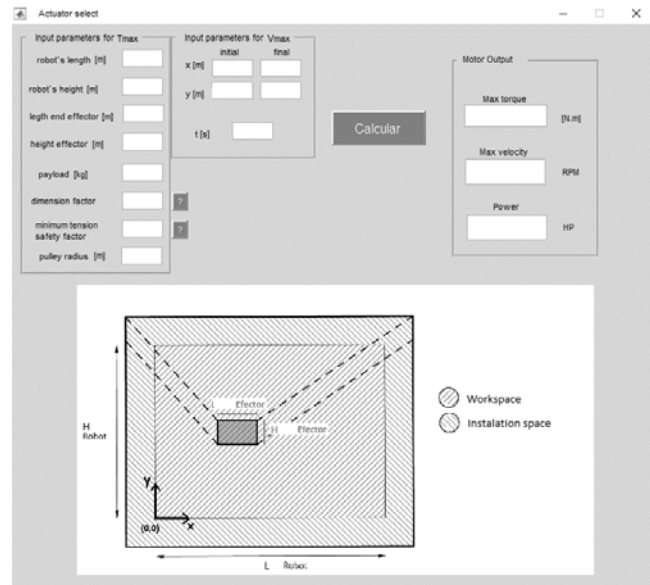 Actuator select
Input parameters for Tmax
robot's length [m]
robot's height [m]
legth end effector [m]
height effector [m]
payload [kg]
dimension factor
?
minimum tension
safety factor
?
pulley radius [m]
Input parameters for Vmax
initial final
x [m]
y [m]
t [s]
Calcular
Motor Output
Max torque
[N.m]
Max velocity
RPM
Power
HP
L Efector
H Efector
H
Robot
y
x
(0,0)
L Robot
Workspace
Instalation space